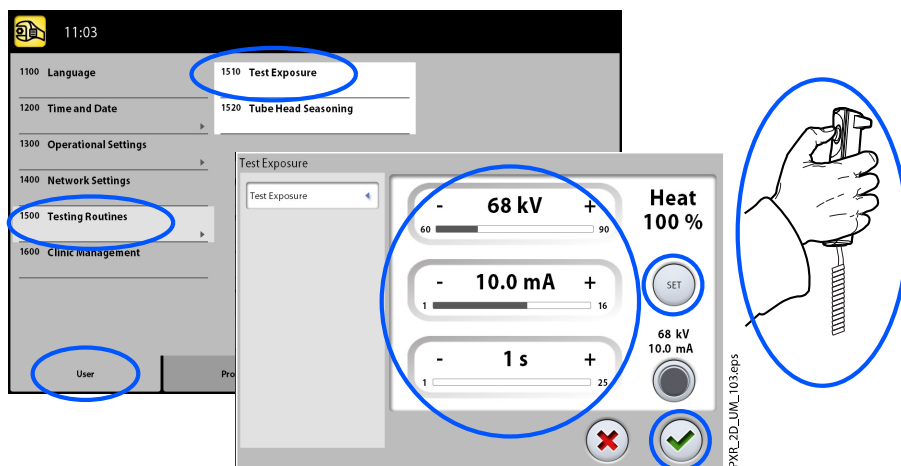 11:03
1100 Language
1200 Time and Date
1300 Operational Settings
1400 Network Settings
1500 Testing Routines
1600 Clinic Management
1510 Test Exposure
1520 Tube Head Seasoning
User
Pro
Test Exposure
Test Exposure
- 68 kV +
60 90
- 10.0 mA +
1 16
- 1 s +
1 25
Heat
100 %
SET
68 kV
10.0 mA
PXR_2D_UM_103.eps